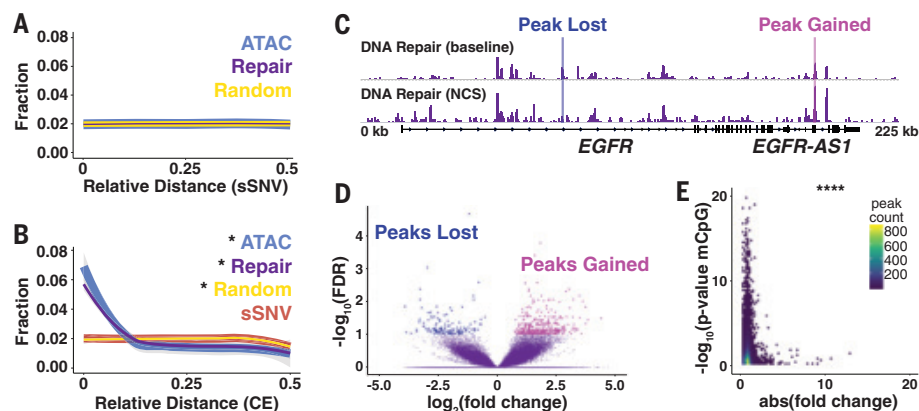 A
0.08
0.06
0.04
0.02
0.00
Fraction
ATAC
Repair
Random
0
0.25
0.5
Relative Distance (sSNV)
B
0.08
0.06
0.04
0.02
0.00
Fraction
* ATAC
* Repair
* Random
sSNV
0
0.25
0.5
Relative Distance (CE)
C
Peak Lost
Peak Gained
DNA Repair (baseline)
DNA Repair (NCS)
0 kb
225 kb
EGFR
EGFR-AS1
D
Peaks Lost
Peaks Gained
-log10(FDR)
4
3
2
1
0
-5.0
-2.5
0
2.5
5.0
log2(fold change)
E
****
-log10(p-value mCpG)
20
15
10
5
0
peak
count
800
600
400
200
0
10
20
abs(fold change)